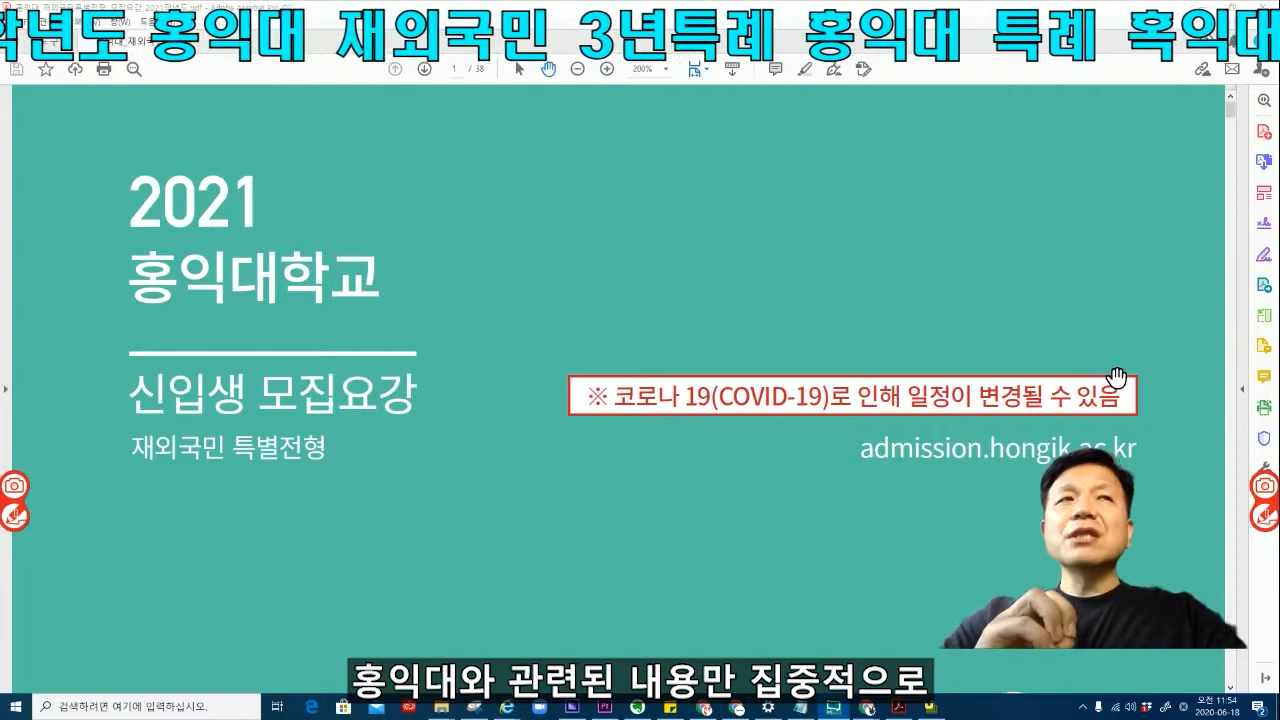 학년도 홍익대 재외국민 3년특례 홍익대 특례 홍익대
1 / 38
200%
2021
홍익대학교
신입생 모집요강
재외국민 특별전형
※ 코로나 19(COVID-19)로 인해 일정이 변경될 수 있음
admission.hongik.ac.kr
홍익대와 관련된 내용만 집중적으로
검색하려면 여기에 입력하십시오.
오전 11:54
2020-06-18